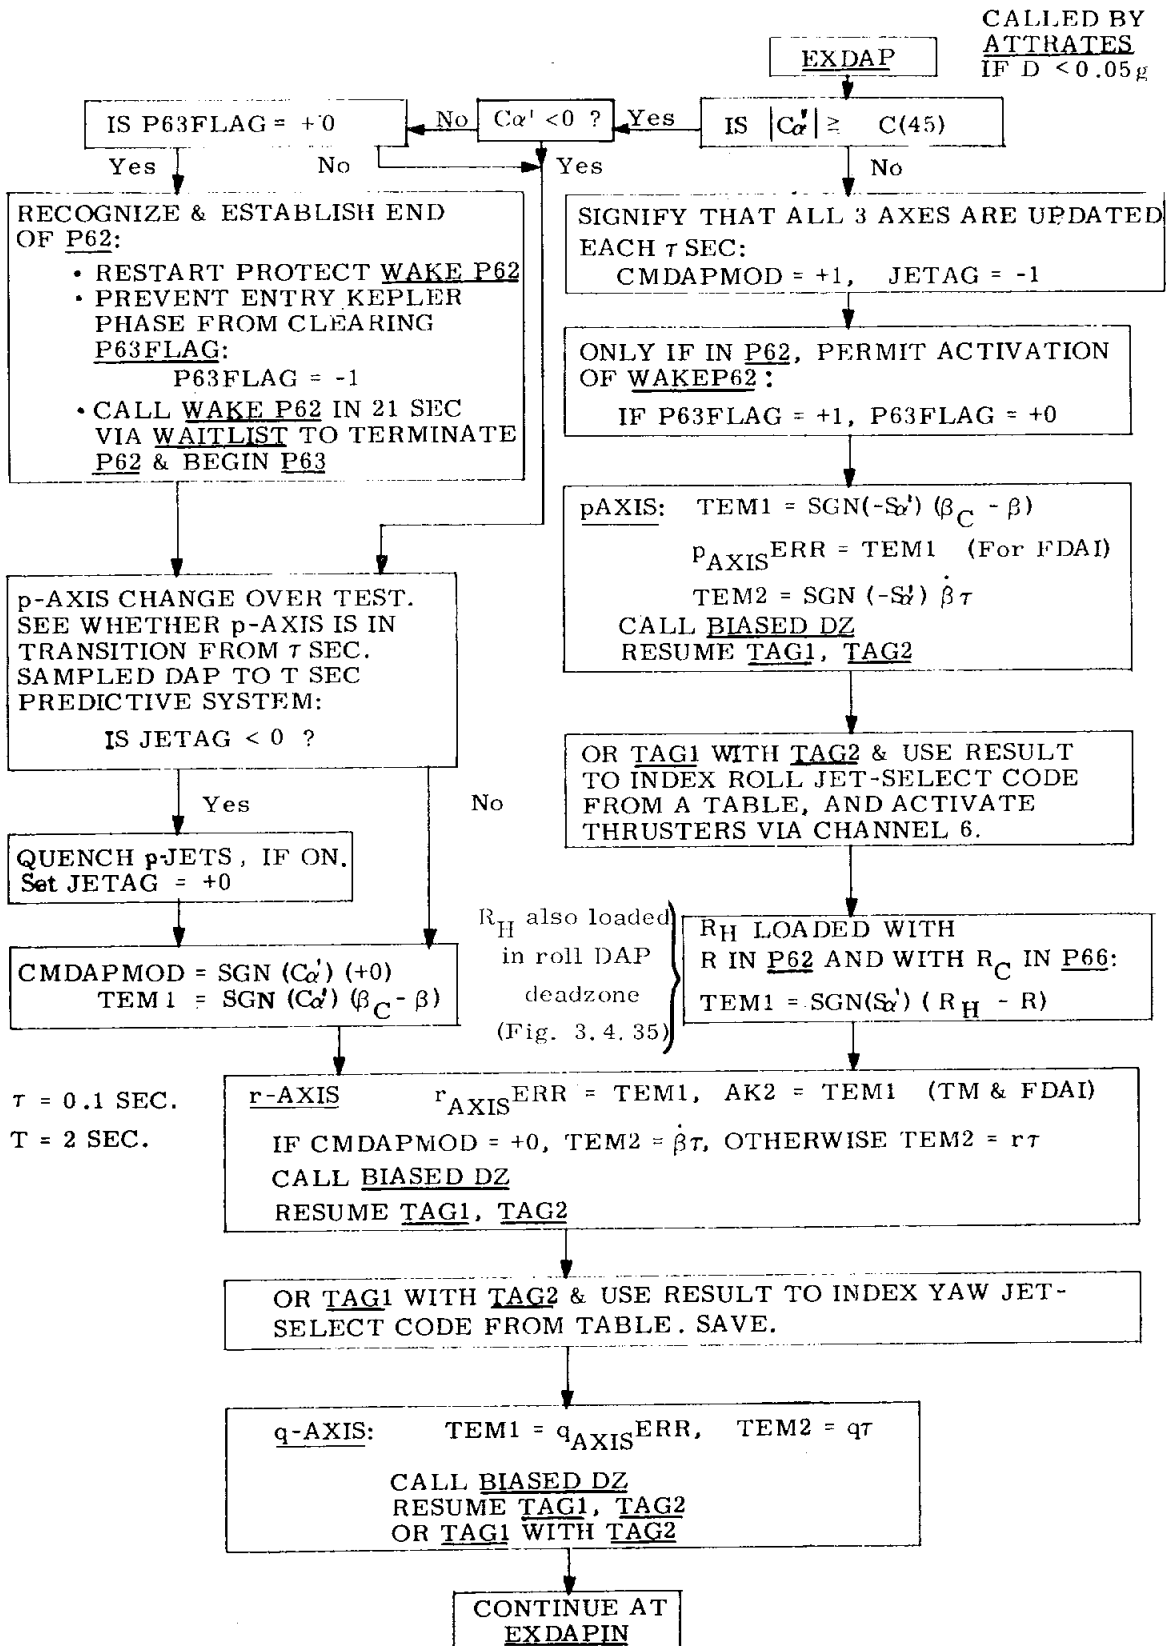 CALLED BY
ATTRATES
IF D < 0.05g
EXDAP
IS |Cα'| ≥ C(45)
Yes
No
Cα' < 0 ?
No
Yes
IS P63FLAG = +0
Yes
No
RECOGNIZE & ESTABLISH END
OF P62:
• RESTART PROTECT WAKE P62
• PREVENT ENTRY KEPLER
PHASE FROM CLEARING
P63FLAG:
P63FLAG = -1
• CALL WAKE P62 IN 21 SEC
VIA WAITLIST TO TERMINATE
P62 & BEGIN P63
SIGNIFY THAT ALL 3 AXES ARE UPDATED
EACH τ SEC:
CMDAPMOD = +1, JETAG = -1
ONLY IF IN P62, PERMIT ACTIVATION
OF WAKEP62:
IF P63FLAG = +1, P63FLAG = +0
pAXIS: TEM1 = SGN(-Sα') (β_C - β)
p_AXIS ERR = TEM1 (For FDAI)
TEM2 = SGN (-Sα') β̇τ
CALL BIASED DZ
RESUME TAG1, TAG2
p-AXIS CHANGE OVER TEST.
SEE WHETHER p-AXIS IS IN
TRANSITION FROM τ SEC.
SAMPLED DAP TO T SEC
PREDICTIVE SYSTEM:
IS JETAG < 0 ?
Yes
No
OR TAG1 WITH TAG2 & USE RESULT
TO INDEX ROLL JET-SELECT CODE
FROM A TABLE, AND ACTIVATE
THRUSTERS VIA CHANNEL 6.
QUENCH p-JETS, IF ON.
Set JETAG = +0
R_H also loaded
in roll DAP
deadzone
(Fig. 3.4.35)
R_H LOADED WITH
R IN P62 AND WITH R_C IN P66:
TEM1 = SGN(Sα') (R_H - R)
CMDAPMOD = SGN (Cα') (+0)
TEM1 = SGN (Cα') (β_C - β)
τ = 0.1 SEC.
T = 2 SEC.
r-AXIS r_AXIS ERR = TEM1, AK2 = TEM1 (TM & FDAI)
IF CMDAPMOD = +0, TEM2 = β̇τ, OTHERWISE TEM2 = rτ
CALL BIASED DZ
RESUME TAG1, TAG2
OR TAG1 WITH TAG2 & USE RESULT TO INDEX YAW JET-
SELECT CODE FROM TABLE. SAVE.
q-AXIS: TEM1 = q_AXIS ERR, TEM2 = qτ
CALL BIASED DZ
RESUME TAG1, TAG2
OR TAG1 WITH TAG2
CONTINUE AT
EXDAPIN